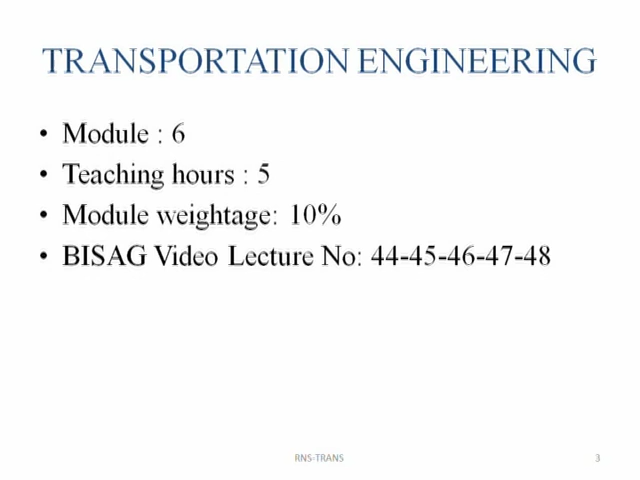 TRANSPORTATION ENGINEERING
• Module : 6
• Teaching hours : 5
• Module weightage: 10%
• BISAG Video Lecture No: 44-45-46-47-48
RNS-TRANS
3